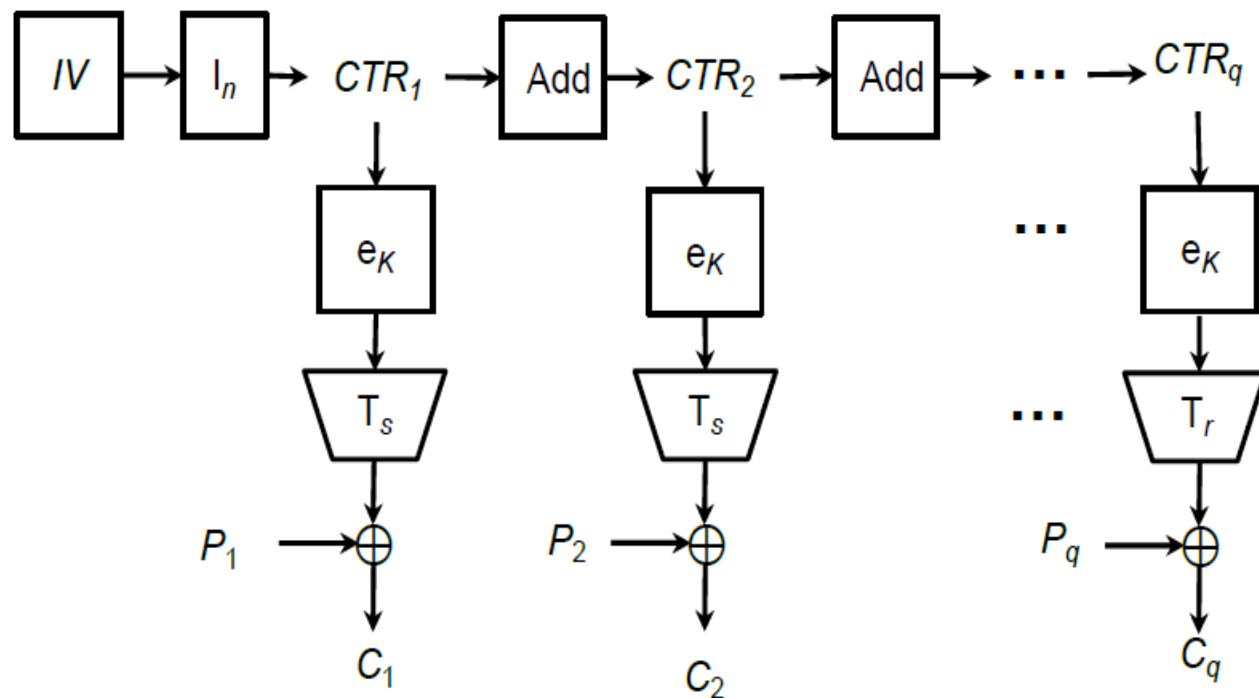 IV I_n CTR_1 Add CTR_2 Add ... CTR_q
e_K e_K ... e_K
T_s T_s ... T_r
P_1 P_2 P_q
C_1 C_2 C_q